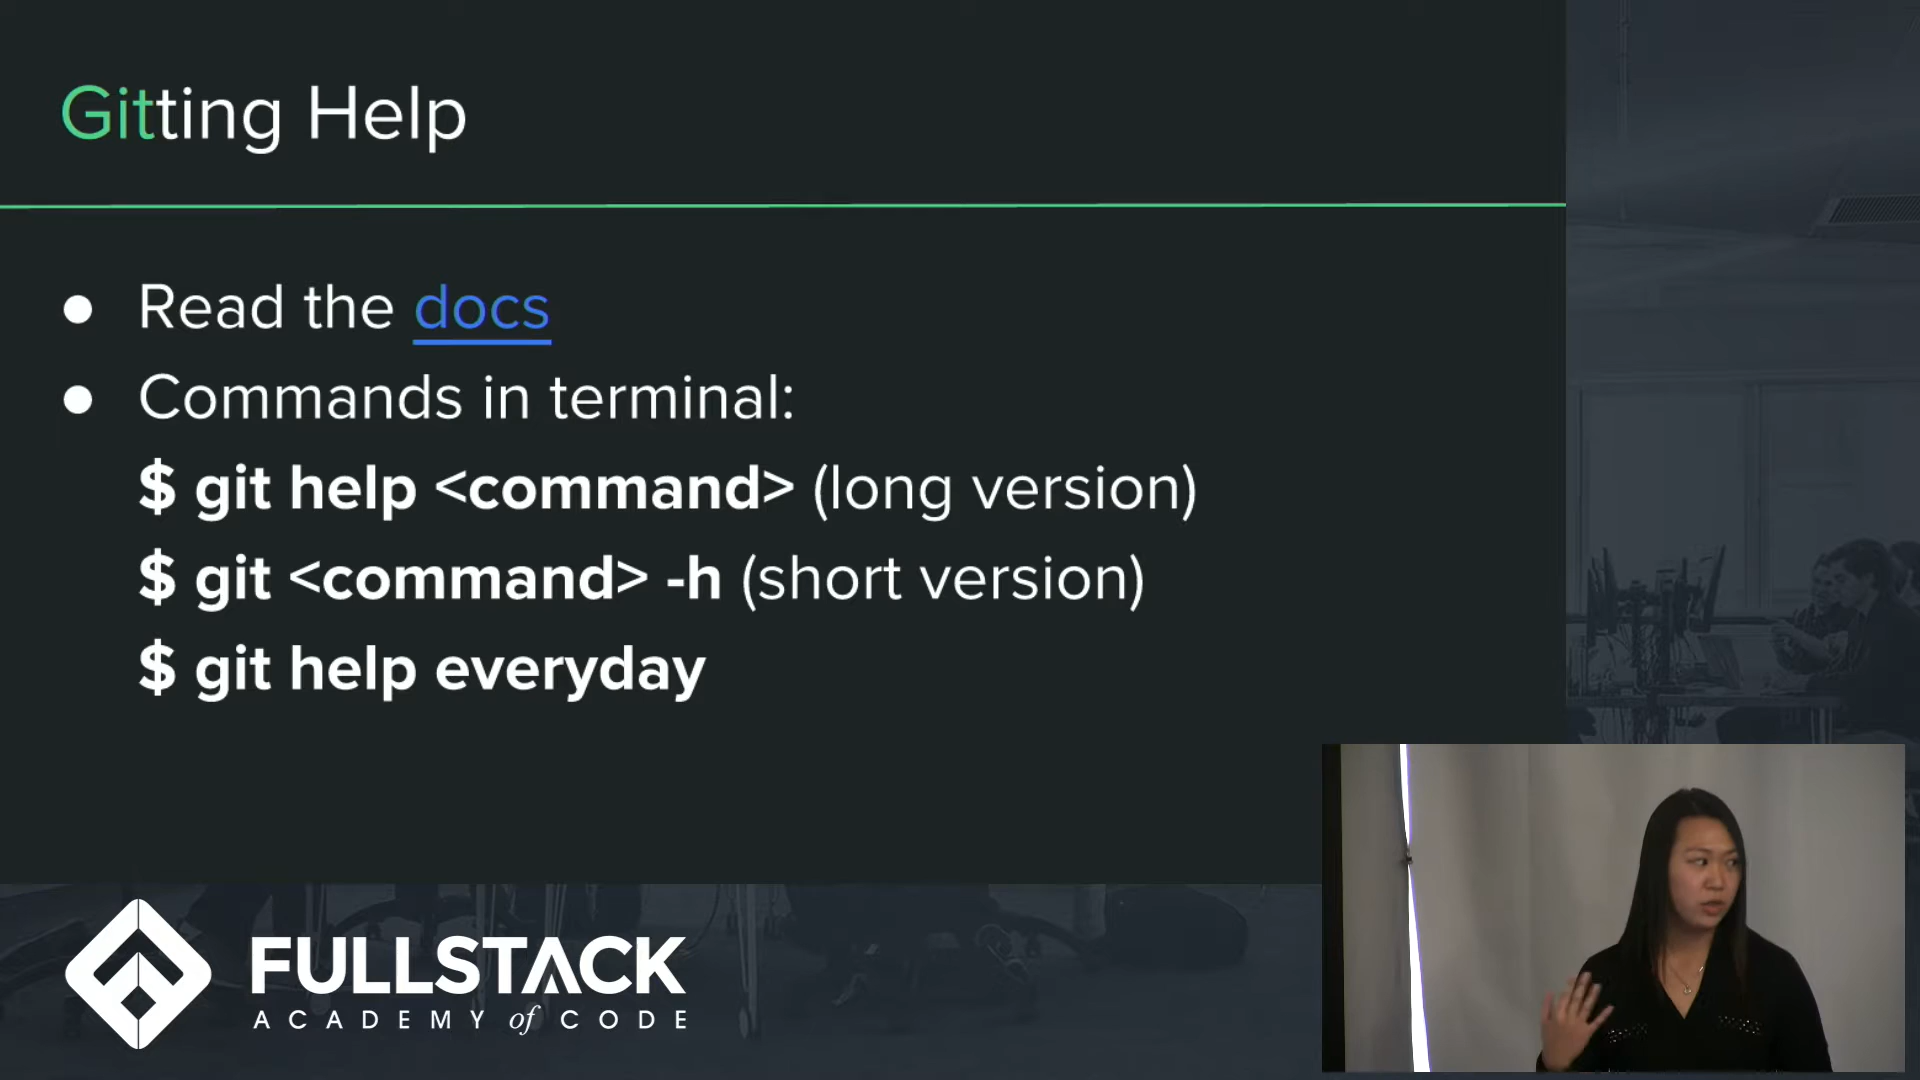 Gitting Help
● Read the docs
● Commands in terminal:
$ git help <command> (long version)
$ git <command> -h (short version)
$ git help everyday
FULLSTACK
ACADEMY of CODE